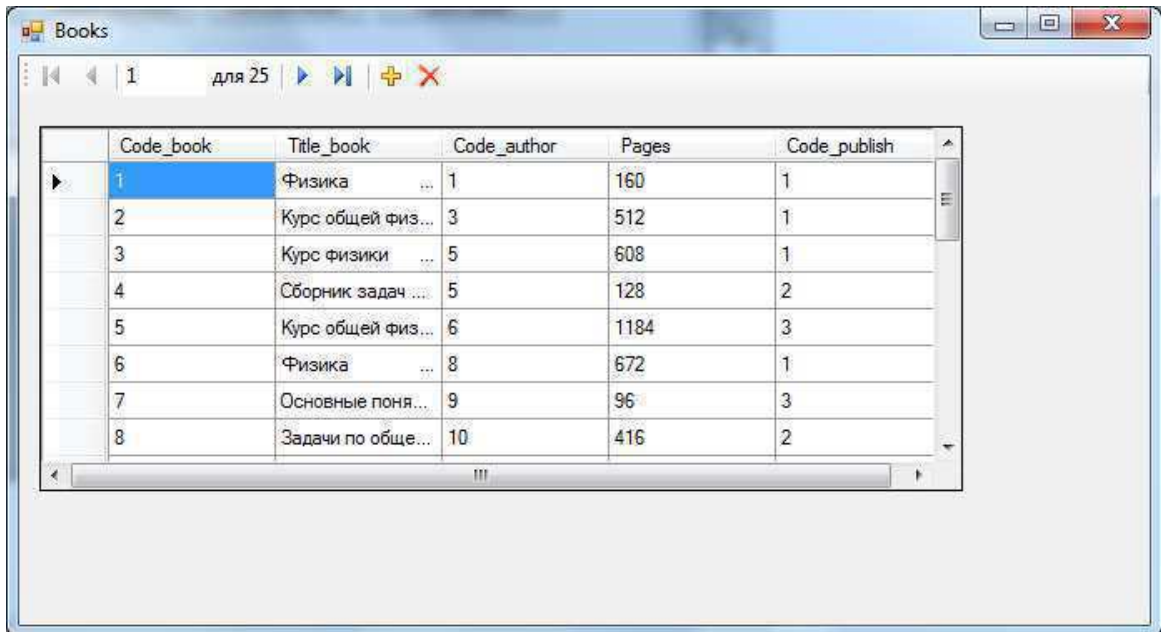 Books
1 для 25
Code_book Title_book Code_author Pages Code_publish
1 Физика ... 1 160 1
2 Курс общей физ... 3 512 1
3 Курс физики ... 5 608 1
4 Сборник задач ... 5 128 2
5 Курс общей физ... 6 1184 3
6 Физика ... 8 672 1
7 Основные поня... 9 96 3
8 Задачи по обще... 10 416 2